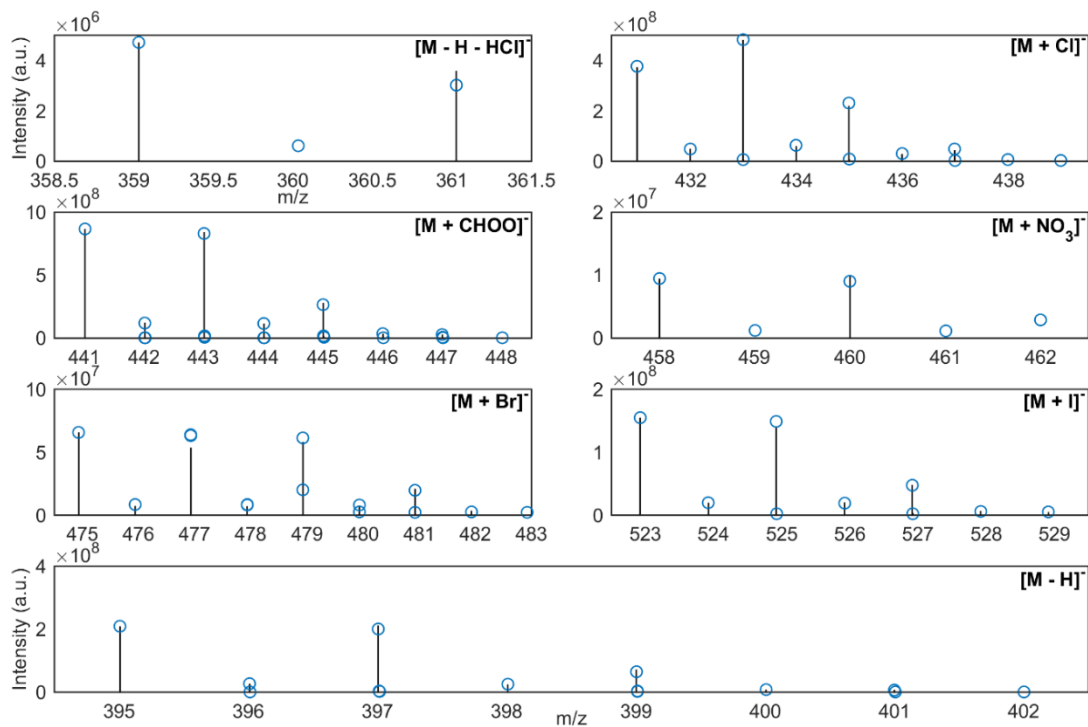 ×10⁶
[M - H - HCl]⁻
Intensity (a.u.)
4
2
0
358.5 359 359.5 360 360.5 361 361.5
m/z
×10⁸
[M + Cl]⁻
4
2
0
432 434 436 438
×10⁸
10
[M + CHOO]⁻
5
0
441 442 443 444 445 446 447 448
×10⁷
2
[M + NO₃]⁻
1
0
458 459 460 461 462
×10⁷
10
[M + Br]⁻
5
0
475 476 477 478 479 480 481 482 483
×10⁸
2
[M + I]⁻
1
0
523 524 525 526 527 528 529
×10⁸
4
[M - H]⁻
Intensity (a.u.)
2
0
395 396 397 398 399 400 401 402
m/z